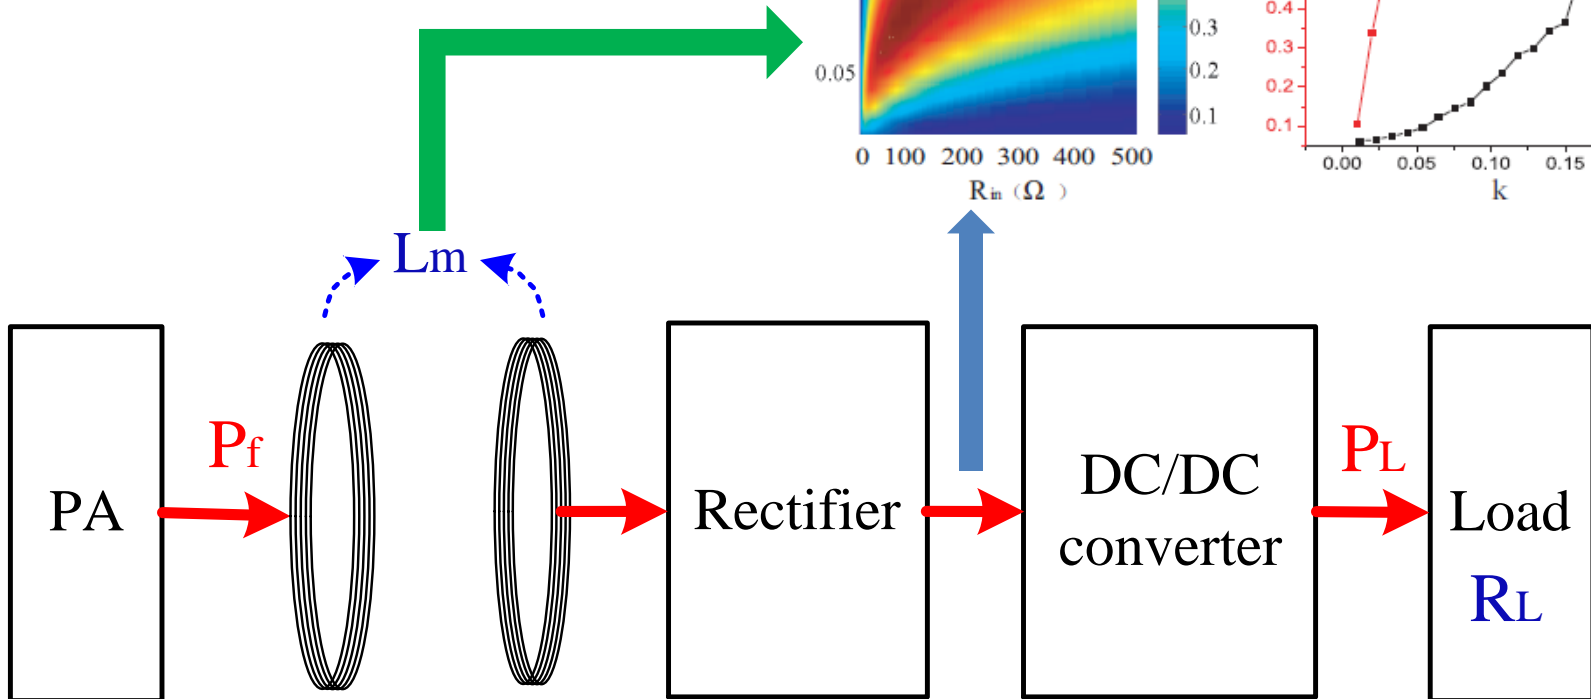 0.05
0 100 200 300 400 500
Rin (Ω )
0.3
0.2
0.1
0.4
0.3
0.2
0.1
0.00 0.05 0.10 0.15
k
Lm
PA
Pf
Rectifier
DC/DC
converter
PL
Load
RL